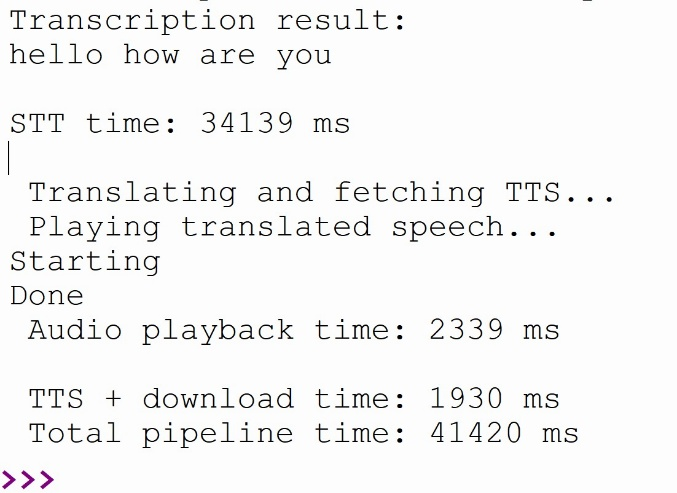 Transcription result:
hello how are you
STT time: 34139 ms
Translating and fetching TTS...
Playing translated speech...
Starting
Done
Audio playback time: 2339 ms
TTS + download time: 1930 ms
Total pipeline time: 41420 ms
>>>